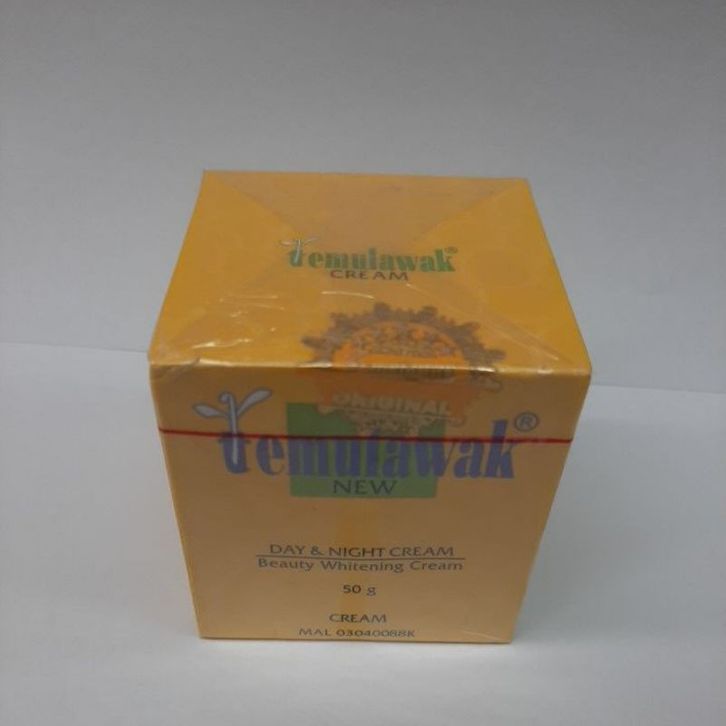 temulawak®
CREAM
ORIGINAL
temulawak®
NEW
DAY & NIGHT CREAM
Beauty Whitening Cream
50 g
CREAM
MAL 03040088K